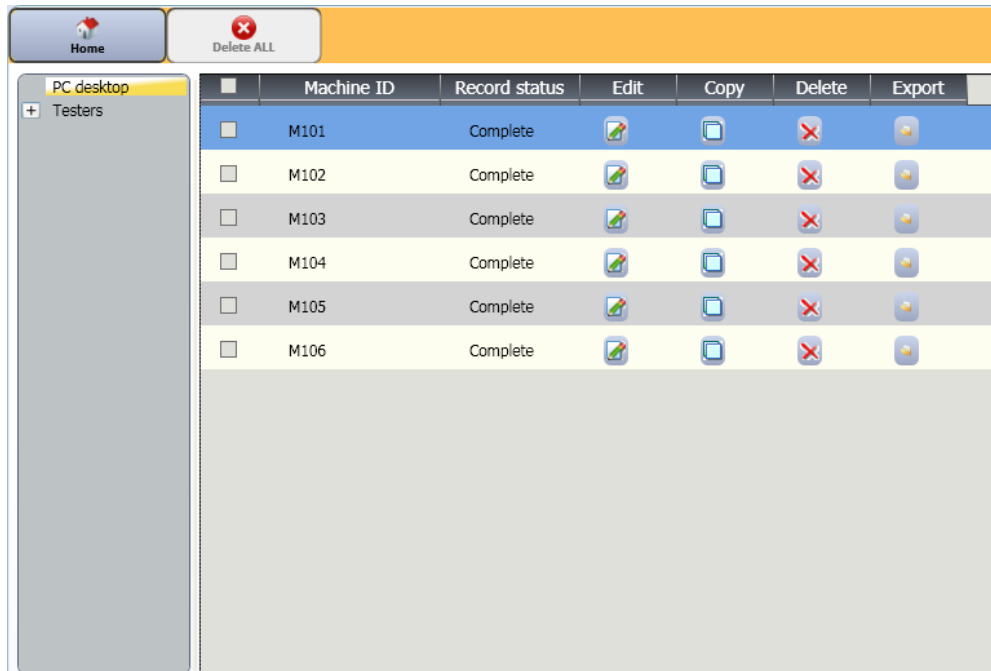 Home
Delete ALL
PC desktop
Testers
Machine ID Record status Edit Copy Delete Export
M101 Complete
M102 Complete
M103 Complete
M104 Complete
M105 Complete
M106 Complete